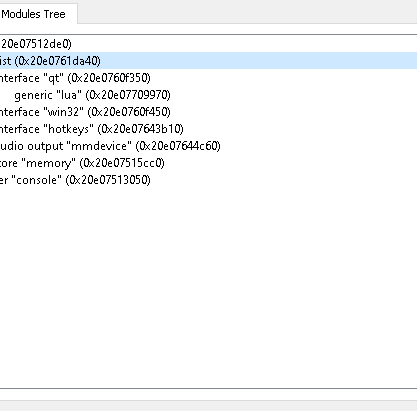 Modules Tree
20e07512de0)
ist (0x20e0761da40)
nterface "qt" (0x20e0760f350)
generic "lua" (0x20e07709970)
nterface "win32" (0x20e0760f450)
nterface "hotkeys" (0x20e07643b10)
udio output "mmdevice" (0x20e07644c60)
tore "memory" (0x20e07515cc0)
er "console" (0x20e07513050)